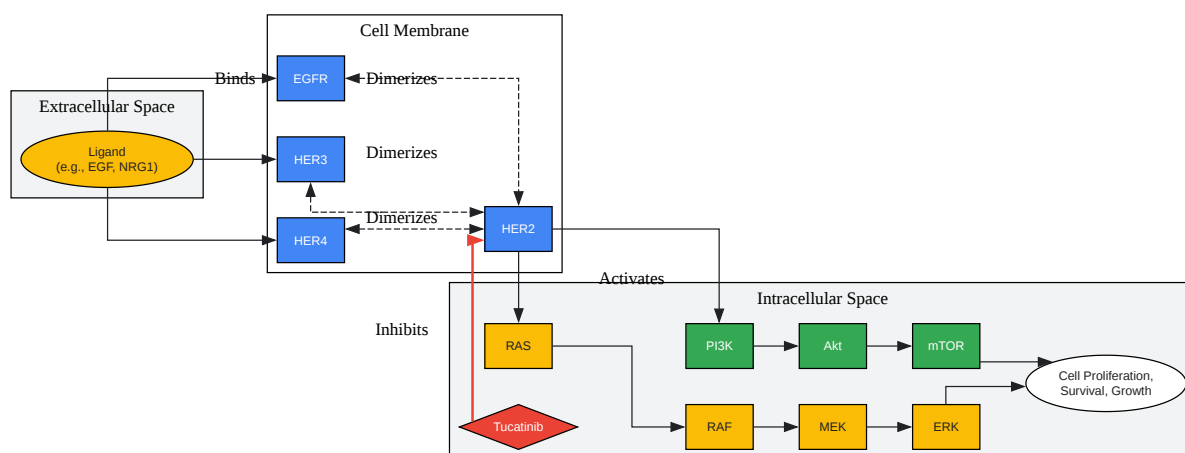 Cell Membrane
Binds
EGFR
Dimerizes
Extracellular Space
Ligand
(e.g., EGF, NRG1)
HER3
Dimerizes
Dimerizes
HER4
HER2
Activates
Intracellular Space
Inhibits
RAS
PI3K
Akt
mTOR
Cell Proliferation,
Survival, Growth
Tucatinib
RAF
MEK
ERK